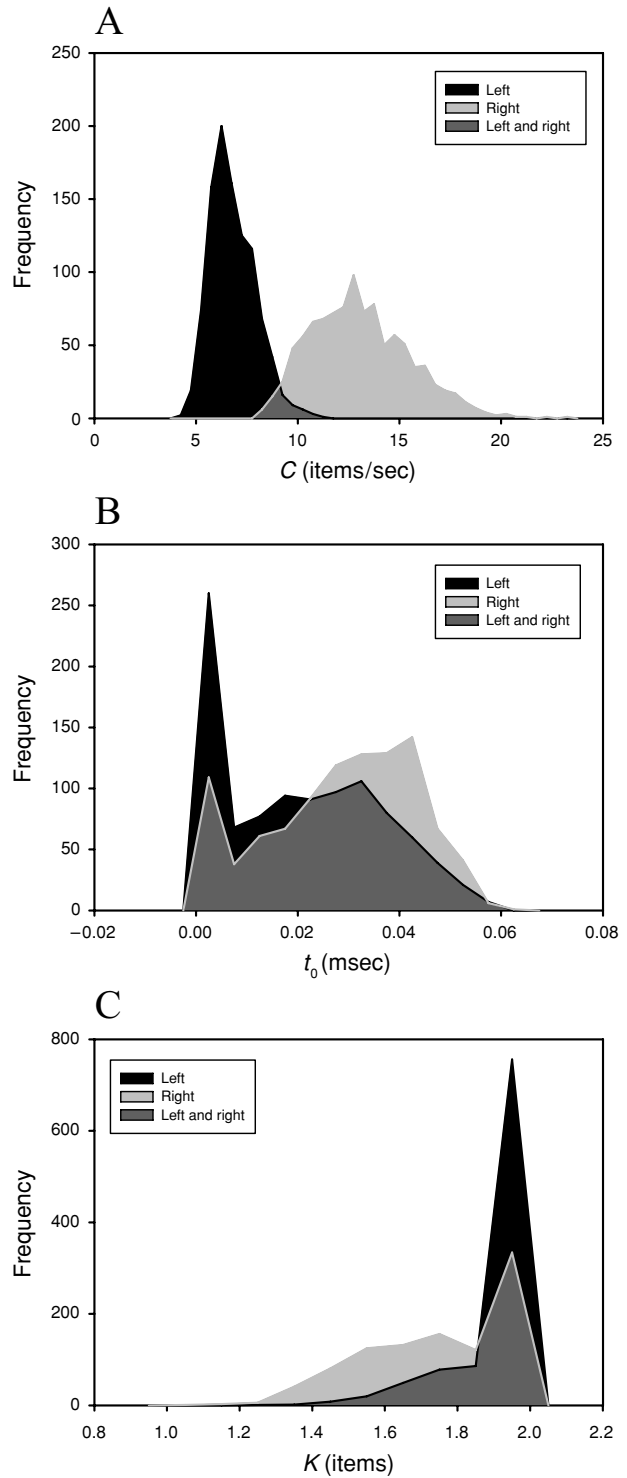 A
250
200
150
100
50
0
Frequency
Left
Right
Left and right
0 5 10 15 20 25
C (items/sec)
B
300
250
200
150
100
50
0
Frequency
Left
Right
Left and right
−0.02 0.00 0.02 0.04 0.06 0.08
t0 (msec)
C
800
600
400
200
0
Frequency
Left
Right
Left and right
0.8 1.0 1.2 1.4 1.6 1.8 2.0 2.2
K (items)